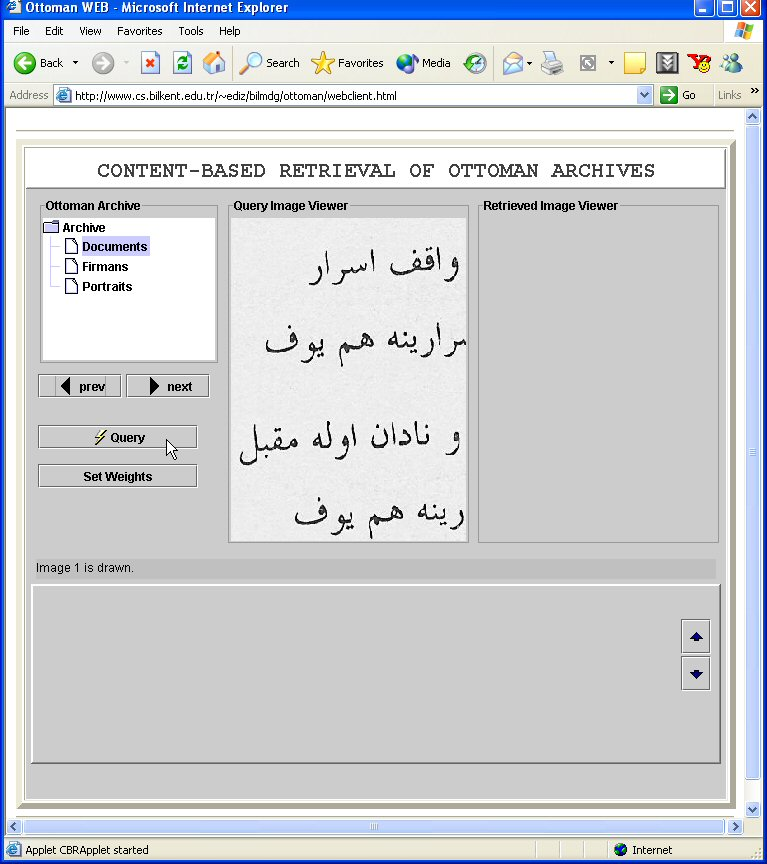 Ottoman WEB - Microsoft Internet Explorer
File Edit View Favorites Tools Help
Back Search Favorites Media
Address http://www.cs.bilkent.edu.tr/~ediz/bilmdg/ottoman/webclient.html Go Links »
CONTENT-BASED RETRIEVAL OF OTTOMAN ARCHIVES
Ottoman Archive
Archive
Documents
Firmans
Portraits
prev next
Query
Set Weights
Query Image Viewer
واقف اسرار
سرارينه هم يوف
و نادان اوله مقبل
رينه هم يوف
Retrieved Image Viewer
Image 1 is drawn.
Applet CBRApplet started Internet